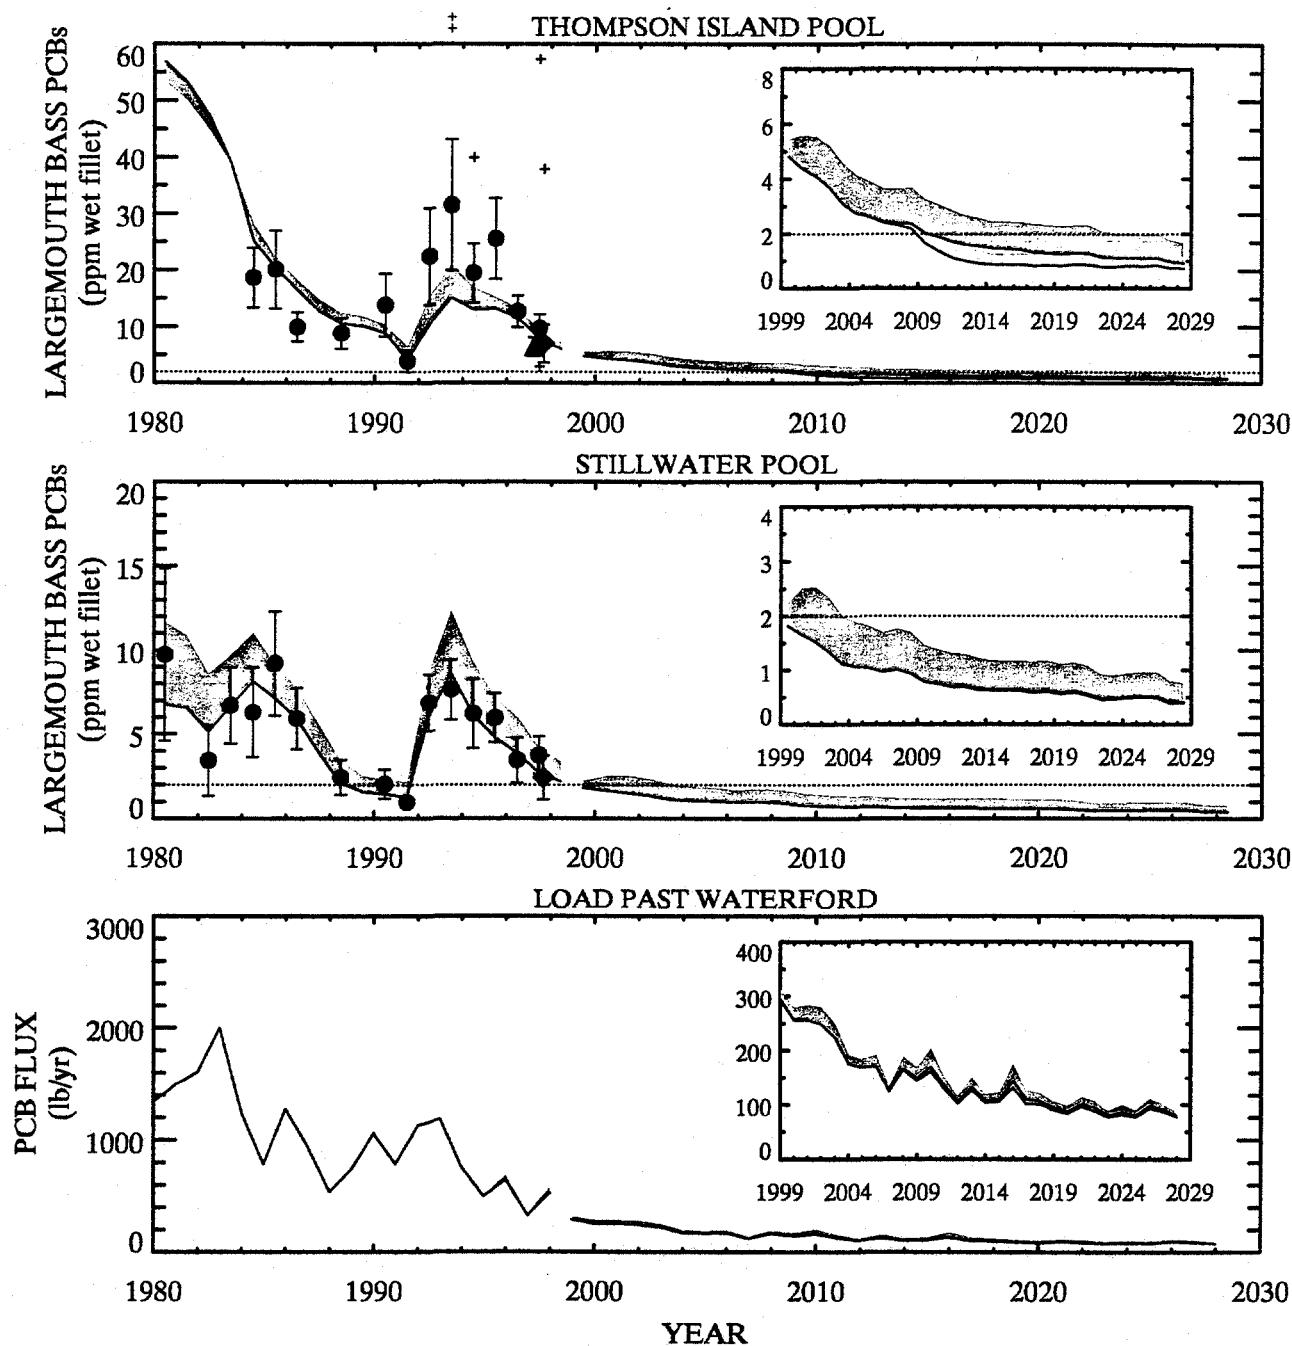 THOMPSON ISLAND POOL
LARGEMOUTH BASS PCBs
(ppm wet fillet)
60
50
40
30
20
10
0
1980 1990 2000 2010 2020 2030
8
6
4
2
0
1999 2004 2009 2014 2019 2024 2029
STILLWATER POOL
LARGEMOUTH BASS PCBs
(ppm wet fillet)
20
15
10
5
0
1980 1990 2000 2010 2020 2030
4
3
2
1
0
1999 2004 2009 2014 2019 2024 2029
LOAD PAST WATERFORD
PCB FLUX
(lb/yr)
3000
2000
1000
0
1980 1990 2000 2010 2020 2030
400
300
200
100
0
1999 2004 2009 2014 2019 2024 2029
YEAR